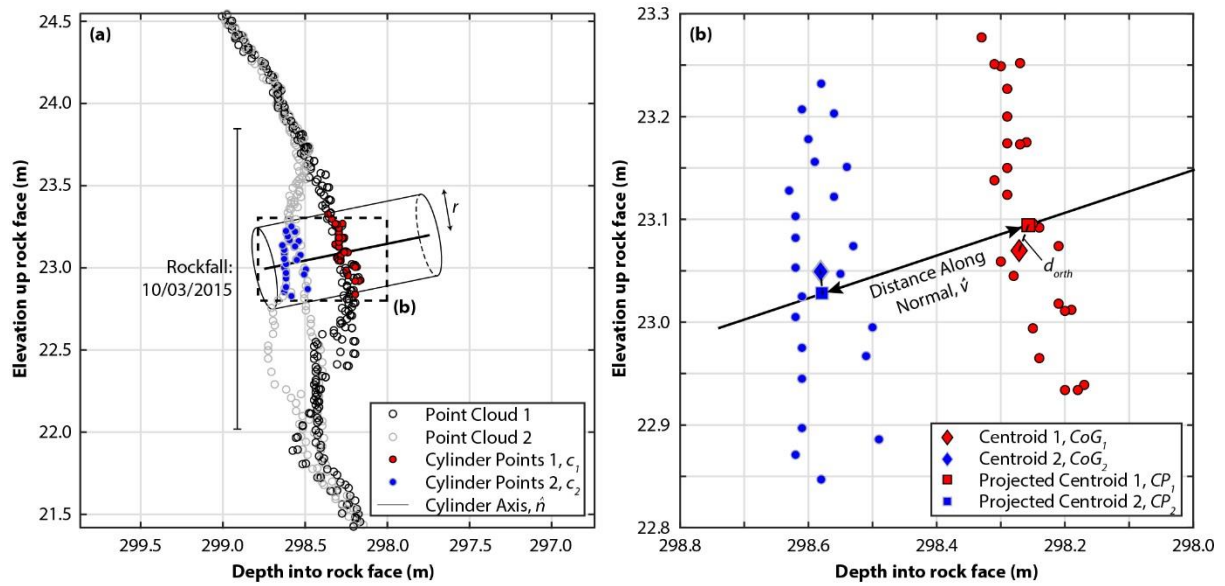 (a)
24.5
24.0
23.5
23.0
22.5
22.0
21.5
Elevation up rock face (m)
Rockfall:
10/03/2015
r
(b)
Point Cloud 1
Point Cloud 2
Cylinder Points 1, c₁
Cylinder Points 2, c₂
Cylinder Axis, n̂
299.5 299.0 298.5 298.0 297.5 297.0
Depth into rock face (m)
(b)
23.3
23.2
23.1
23.0
22.9
22.8
Elevation up rock face (m)
d_orth
Distance Along
Normal, v̂
Centroid 1, CoG₁
Centroid 2, CoG₂
Projected Centroid 1, CP₁
Projected Centroid 2, CP₂
298.8 298.6 298.4 298.2 298.0
Depth into rock face (m)